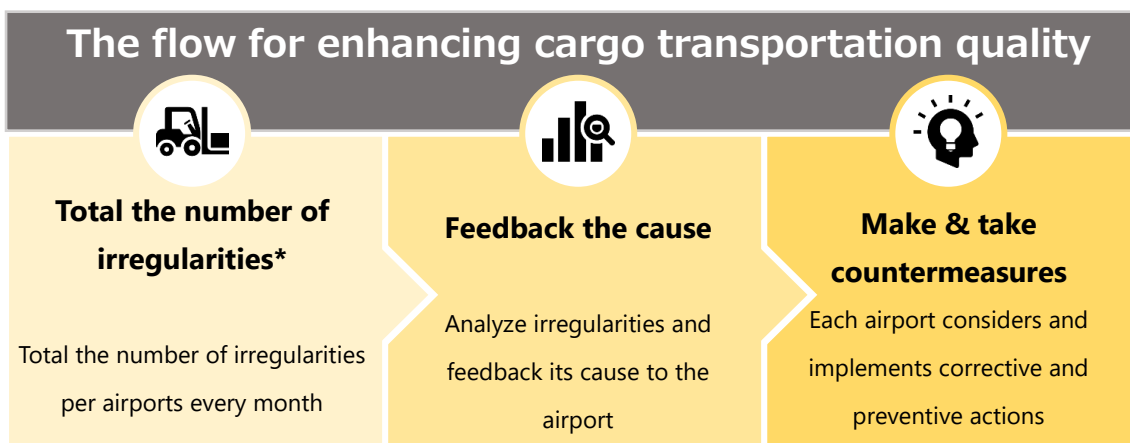 The flow for enhancing cargo transportation quality
Total the number of
irregularities*
Total the number of irregularities
per airports every month
Feedback the cause
Analyze irregularities and
feedback its cause to the
airport
Make & take
countermeasures
Each airport considers and
implements corrective and
preventive actions